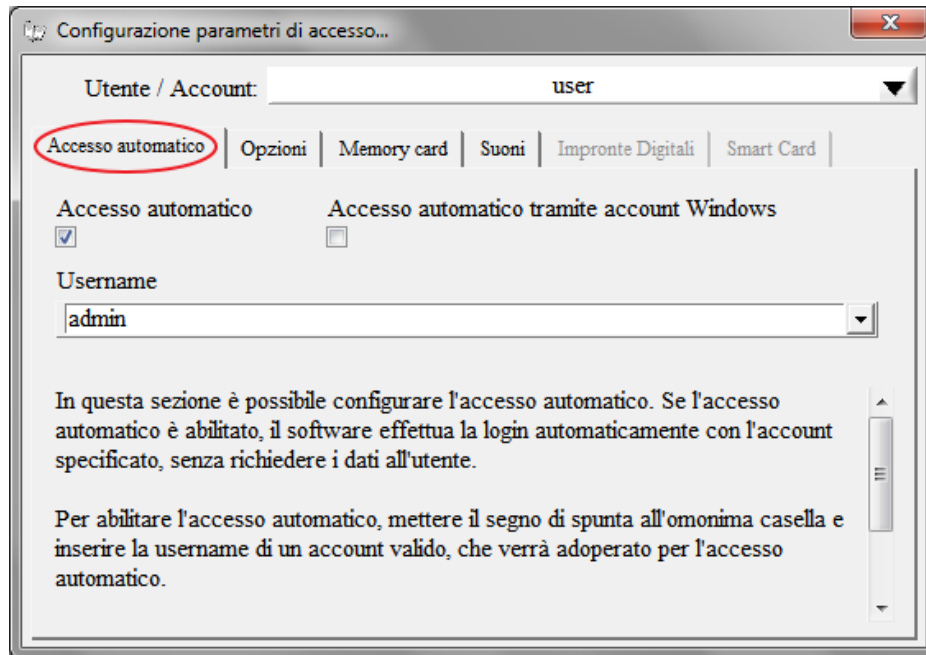 Configurazione parametri di accesso...
Utente / Account: user
Accesso automatico Opzioni Memory card Suoni Impronte Digitali Smart Card
Accesso automatico Accesso automatico tramite account Windows
Username
admin
In questa sezione è possibile configurare l'accesso automatico. Se l'accesso
automatico è abilitato, il software effettua la login automaticamente con l'account
specificato, senza richiedere i dati all'utente.
Per abilitare l'accesso automatico, mettere il segno di spunta all'omonima casella e
inserire la username di un account valido, che verrà adoperato per l'accesso
automatico.